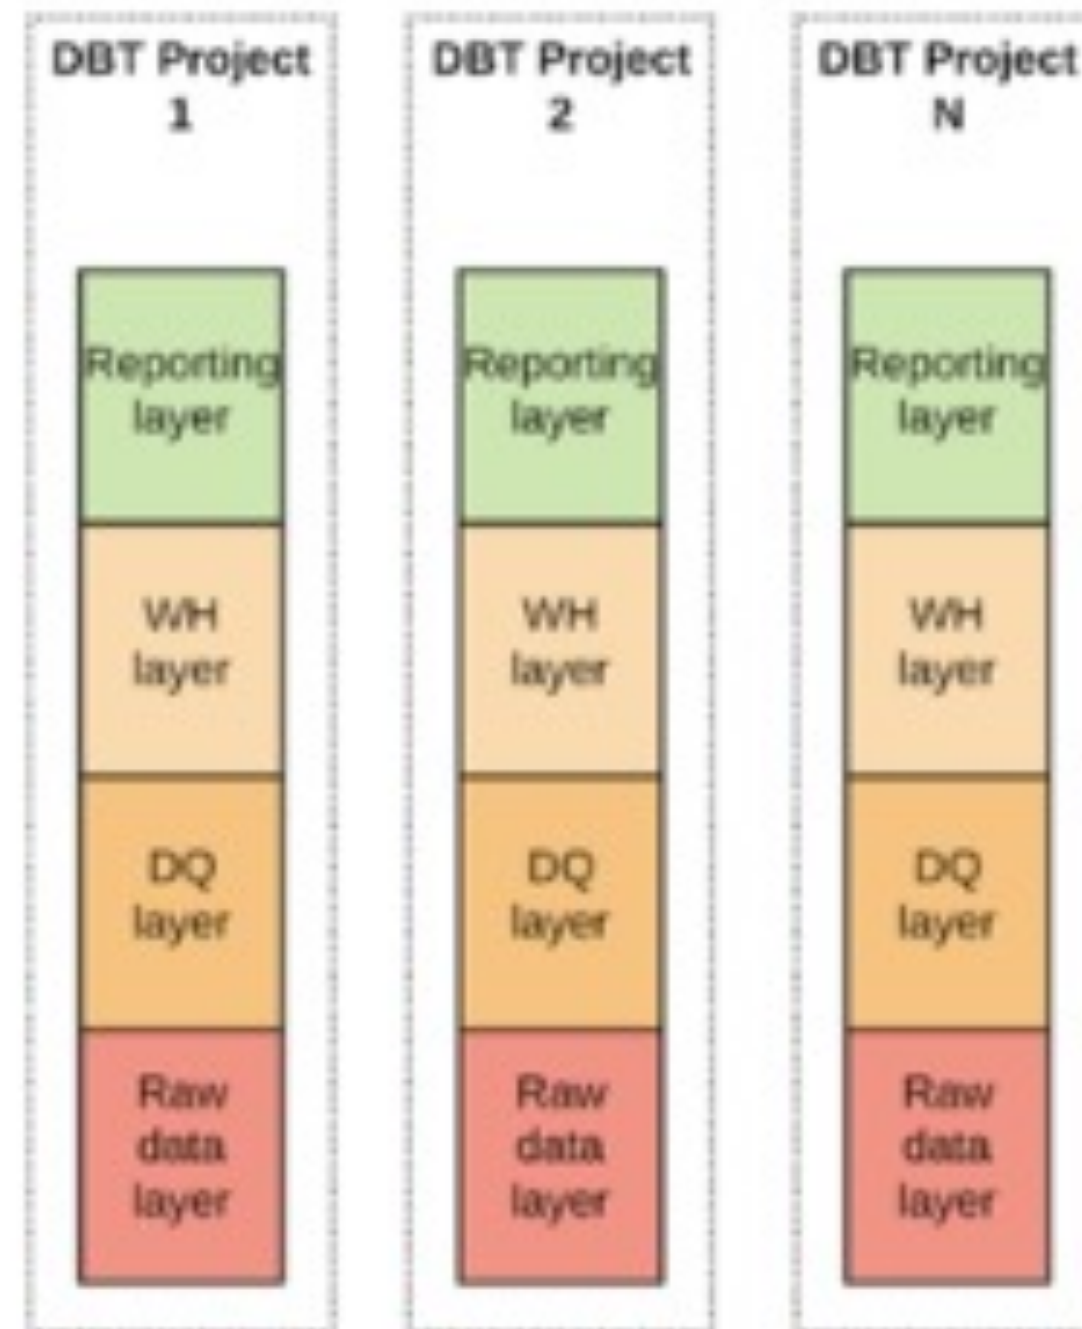 DBT Project
1
Reporting
layer
WH
layer
DQ
layer
Raw
data
layer
DBT Project
2
Reporting
layer
WH
layer
DQ
layer
Raw
data
layer
DBT Project
N
Reporting
layer
WH
layer
DQ
layer
Raw
data
layer